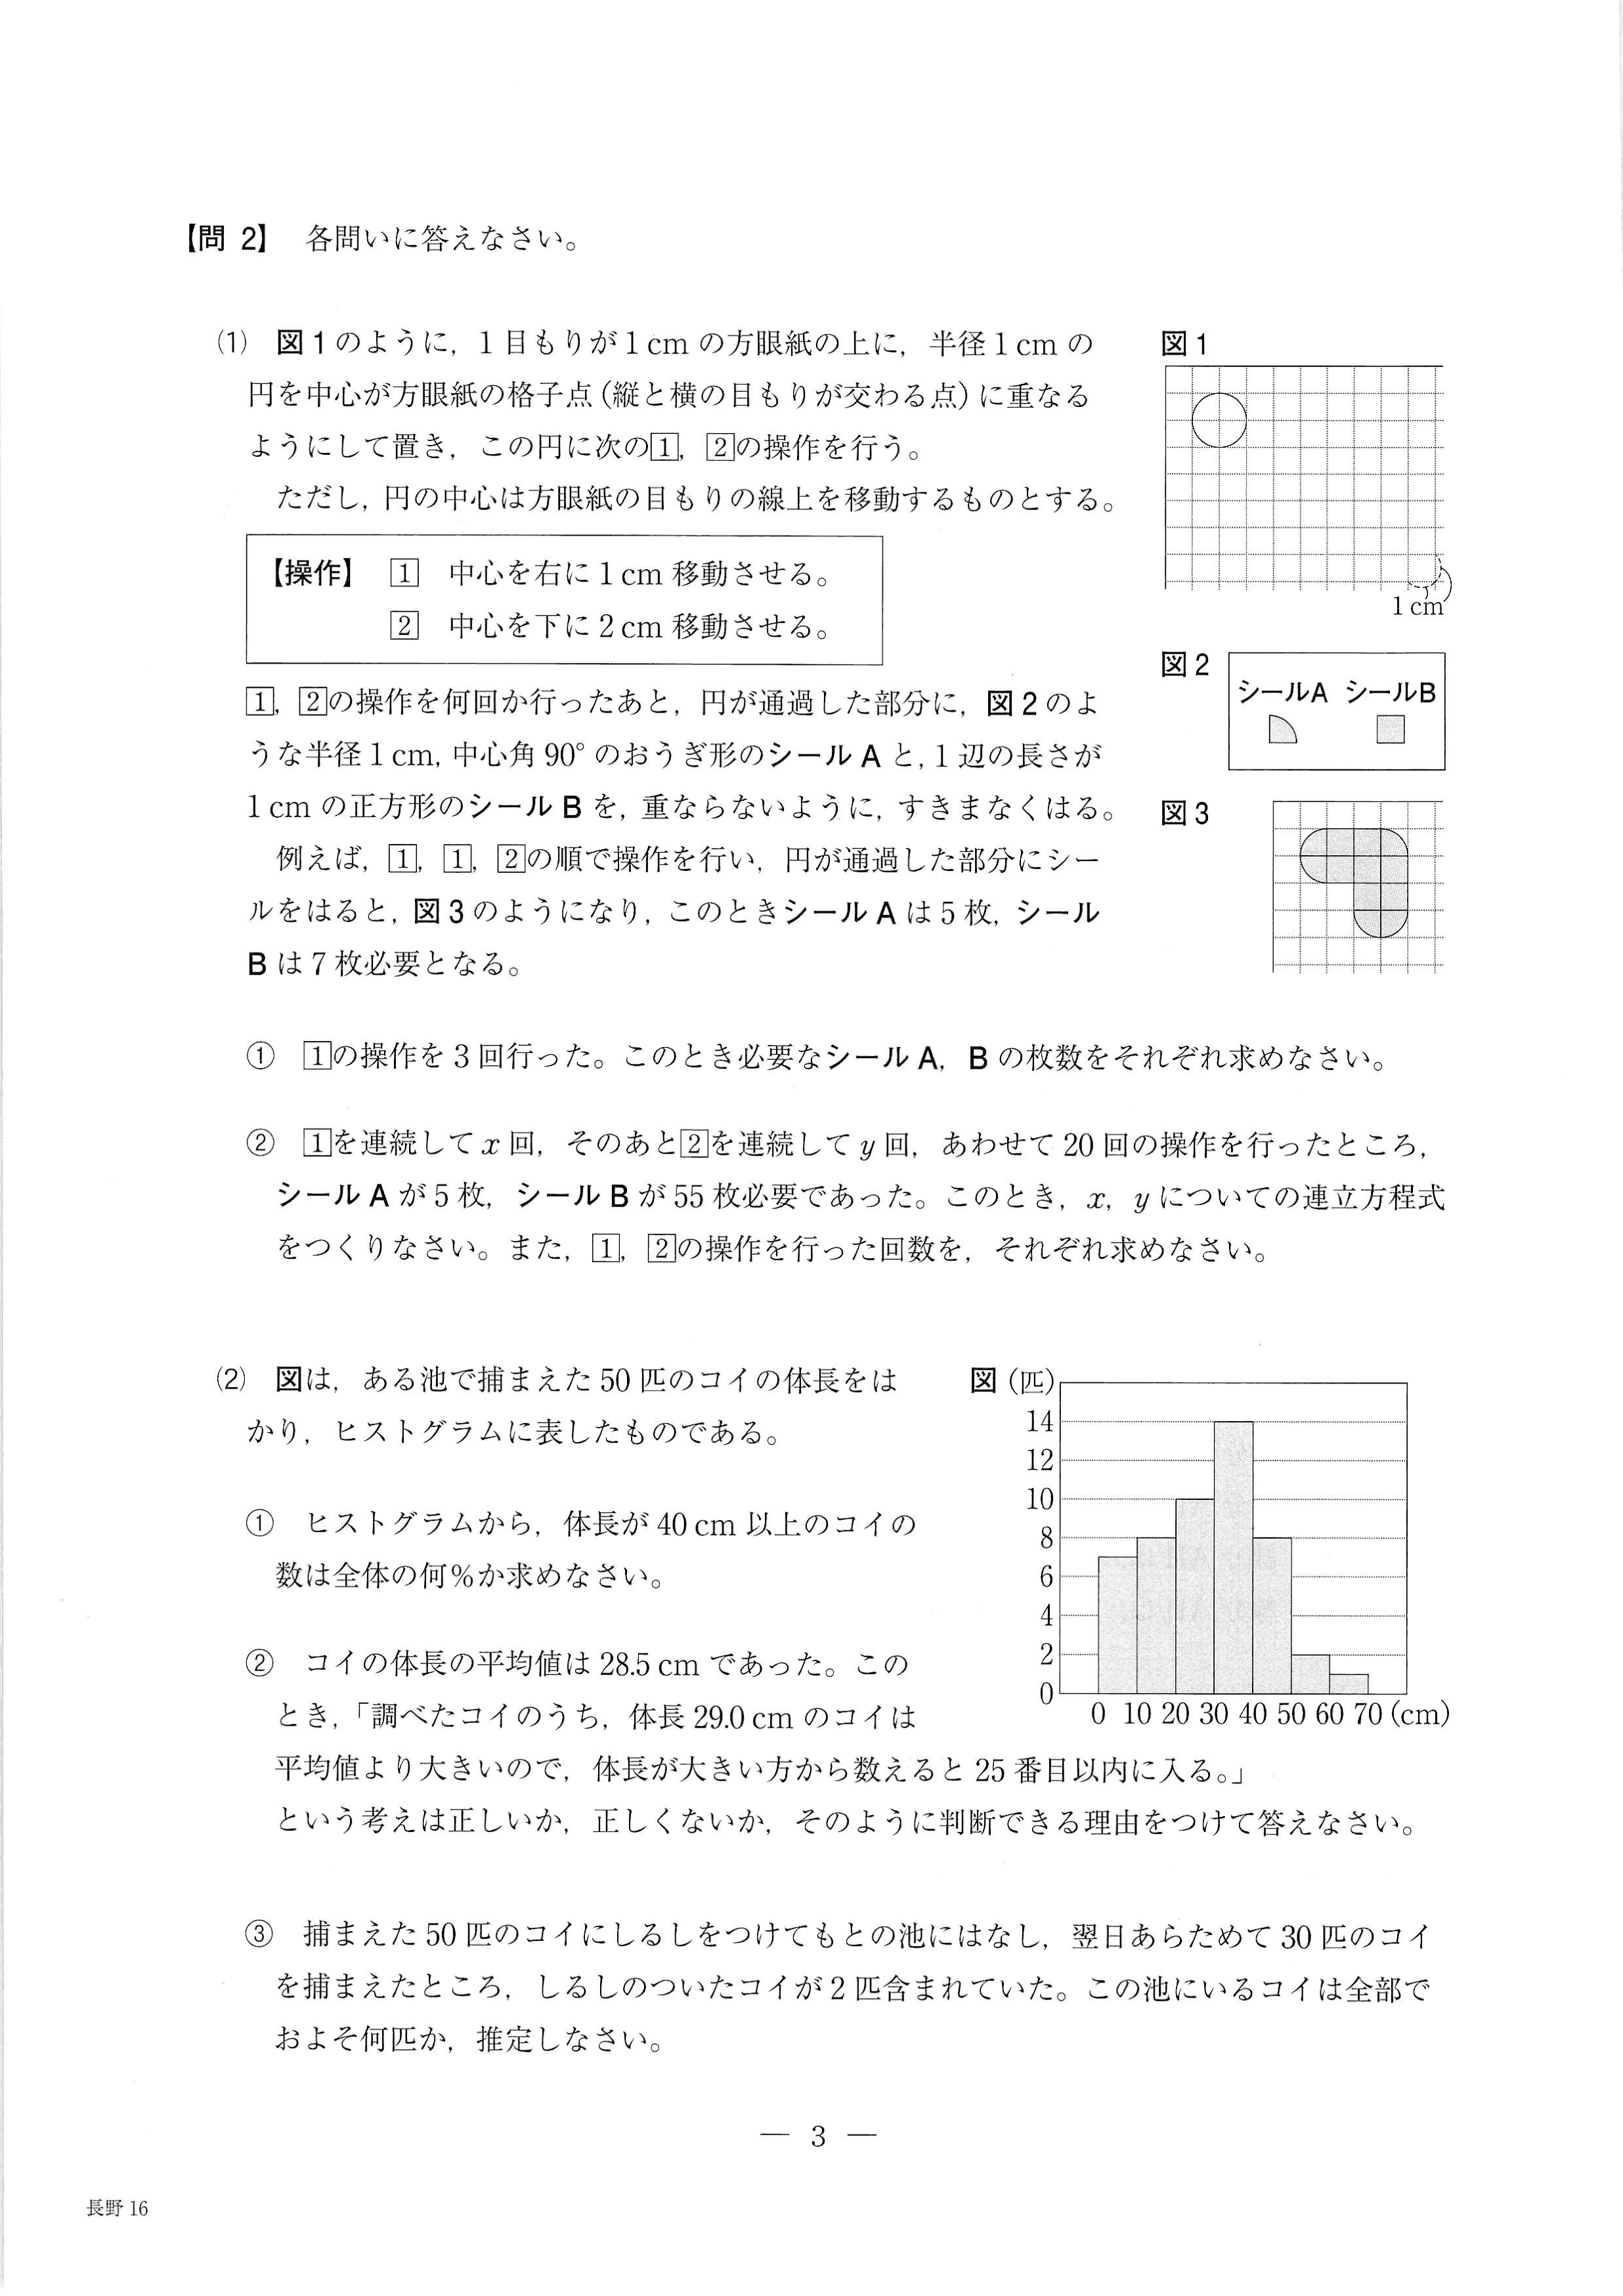 【問 2】 各問いに答えなさい。
(1) 図1のように，1目もりが1cmの方眼紙の上に，半径1cmの
円を中心が方眼紙の格子点(縦と横の目もりが交わる点)に重なる
ようにして置き，この円に次の1，2の操作を行う。
ただし，円の中心は方眼紙の目もりの線上を移動するものとする。
図1
1cm
【操作】 1 中心を右に1cm移動させる。
2 中心を下に2cm移動させる。
1，2の操作を何回か行ったあと，円が通過した部分に，図2のよ
うな半径1cm，中心角90°のおうぎ形のシールAと，1辺の長さが
1cmの正方形のシールBを，重ならないように，すきまなくはる。
例えば，1，1，2の順で操作を行い，円が通過した部分にシー
ルをはると，図3のようになり，このときシールAは5枚，シール
Bは7枚必要となる。
図2
シールA シールB
図3
① 1の操作を3回行った。このとき必要なシールA，Bの枚数をそれぞれ求めなさい。
② 1を連続してx回，そのあと2を連続してy回，あわせて20回の操作を行ったところ，
シールAが5枚，シールBが55枚必要であった。このとき，x，yについての連立方程式
をつくりなさい。また，1，2の操作を行った回数を，それぞれ求めなさい。
(2) 図は，ある池で捕まえた50匹のコイの体長をは
かり，ヒストグラムに表したものである。
① ヒストグラムから，体長が40cm以上のコイの
数は全体の何％か求めなさい。
② コイの体長の平均値は28.5cmであった。この
とき，「調べたコイのうち，体長29.0cmのコイは
平均値より大きいので，体長が大きい方から数えると25番目以内に入る。」
という考えは正しいか，正しくないか，そのように判断できる理由をつけて答えなさい。
図 (匹)
14
12
10
8
6
4
2
0
0 10 20 30 40 50 60 70 (cm)
③ 捕まえた50匹のコイにしるしをつけてもとの池にはなし，翌日あらためて30匹のコイ
を捕まえたところ，しるしのついたコイが2匹含まれていた。この池にいるコイは全部で
およそ何匹か，推定しなさい。
— 3 —
長野 16